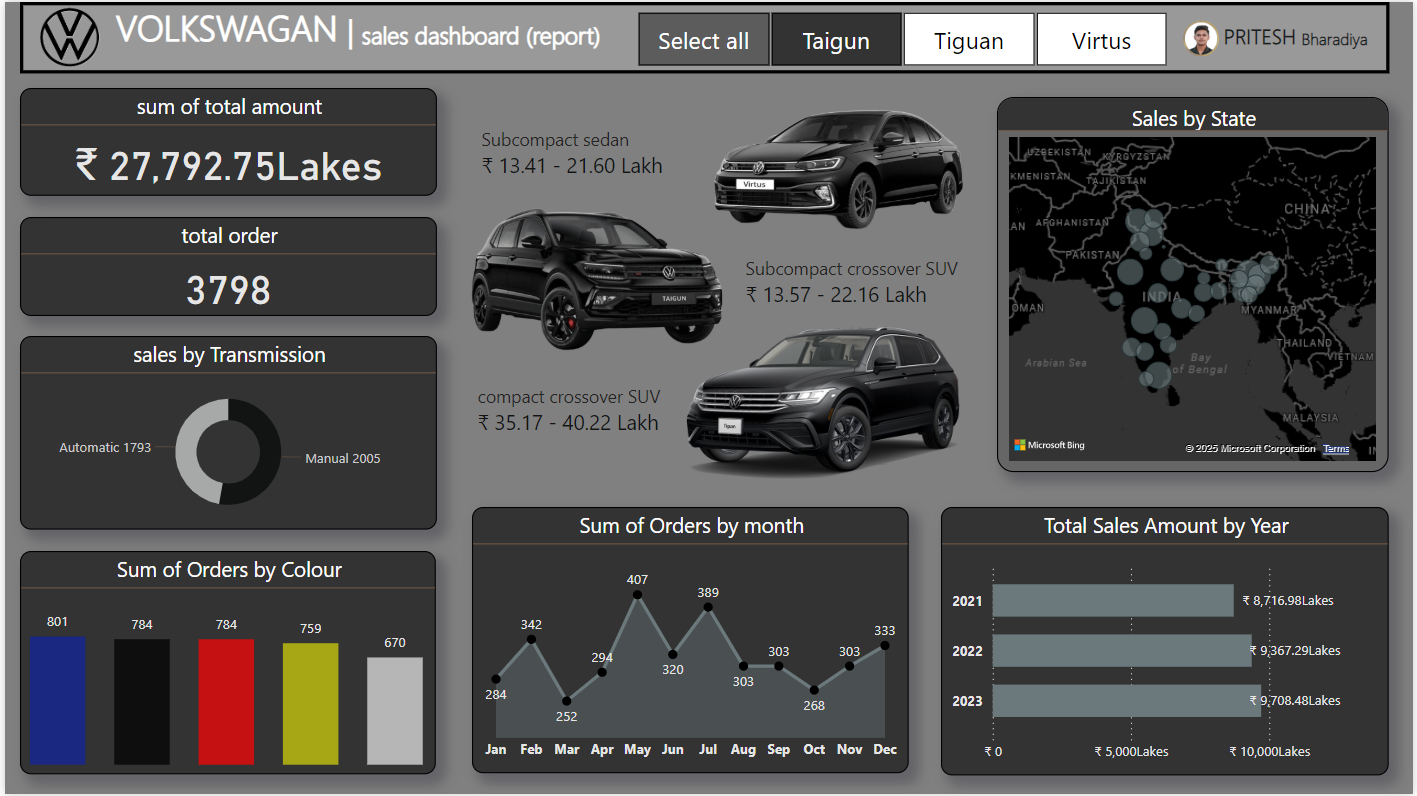 VOLKSWAGAN | sales dashboard (report)
Select all
Taigun
Tiguan
Virtus
PRITESH Bharadiya
sum of total amount
₹ 27,792.75Lakes
total order
3798
sales by Transmission
Automatic 1793
Manual 2005
Sum of Orders by Colour
801
784
784
759
670
Subcompact sedan
₹ 13.41 - 21.60 Lakh
Virtus
TAIGUN
Subcompact crossover SUV
₹ 13.57 - 22.16 Lakh
compact crossover SUV
₹ 35.17 - 40.22 Lakh
Tiguan
Sales by State
UZBEKISTAN
KYRGYZSTAN
KMENISTAN
TAJIKISTAN
CHINA
AFGHANISTAN
AN
PAKISTAN
INDIA
OMAN
MYANMAR
THAILAND
VIETNAM
Arabian Sea
Bay
of Bengal
MALAYSIA
Microsoft Bing
© 2025 Microsoft Corporation Terms
Sum of Orders by month
407
389
342
333
294
320
303
303
303
284
268
252
Jan Feb Mar Apr May Jun Jul Aug Sep Oct Nov Dec
Total Sales Amount by Year
2021 ₹ 8,716.98Lakes
2022 ₹ 9,367.29Lakes
2023 ₹ 9,708.48Lakes
₹ 0 ₹ 5,000Lakes ₹ 10,000Lakes